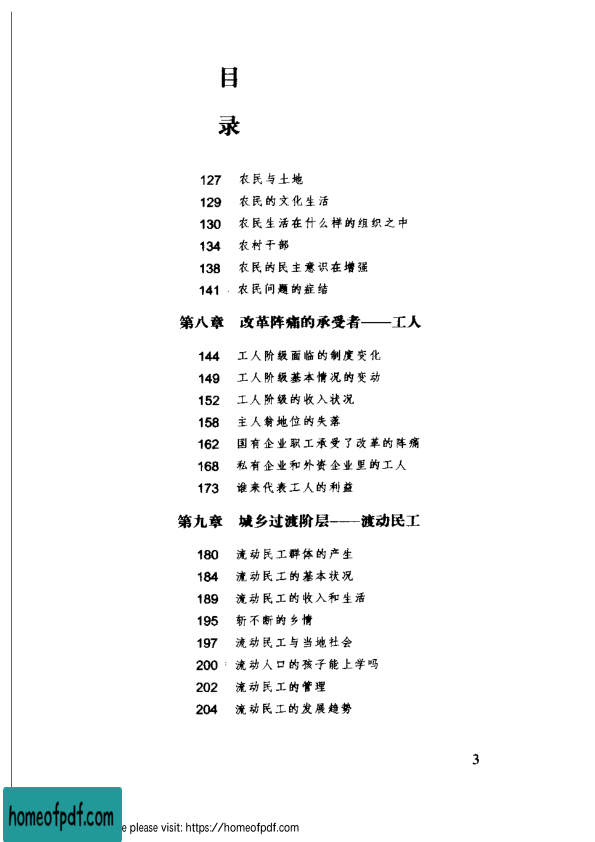 目
录
127 农民与土地
129 农民的文化生活
130 农民生活在什么样的组织之中
134 农村干部
138 农民的民主意识在增强
141 农民问题的症结
第八章 改革阵痛的承受者——工人
144 工人阶级面临的制度变化
149 工人阶级基本情况的变动
152 工人阶级的收入状况
158 主人翁地位的失落
162 国有企业职工承受了改革的阵痛
168 私有企业和外资企业里的工人
173 谁来代表工人的利益
第九章 城乡过渡阶层——流动民工
180 流动民工群体的产生
184 流动民工的基本状况
189 流动民工的收入和生活
195 斩不断的乡情
197 流动民工与当地社会
200 流动人口的孩子能上学吗
202 流动民工的管理
204 流动民工的发展趋势
3
homeofpdf.com
e please visit: https://homeofpdf.com